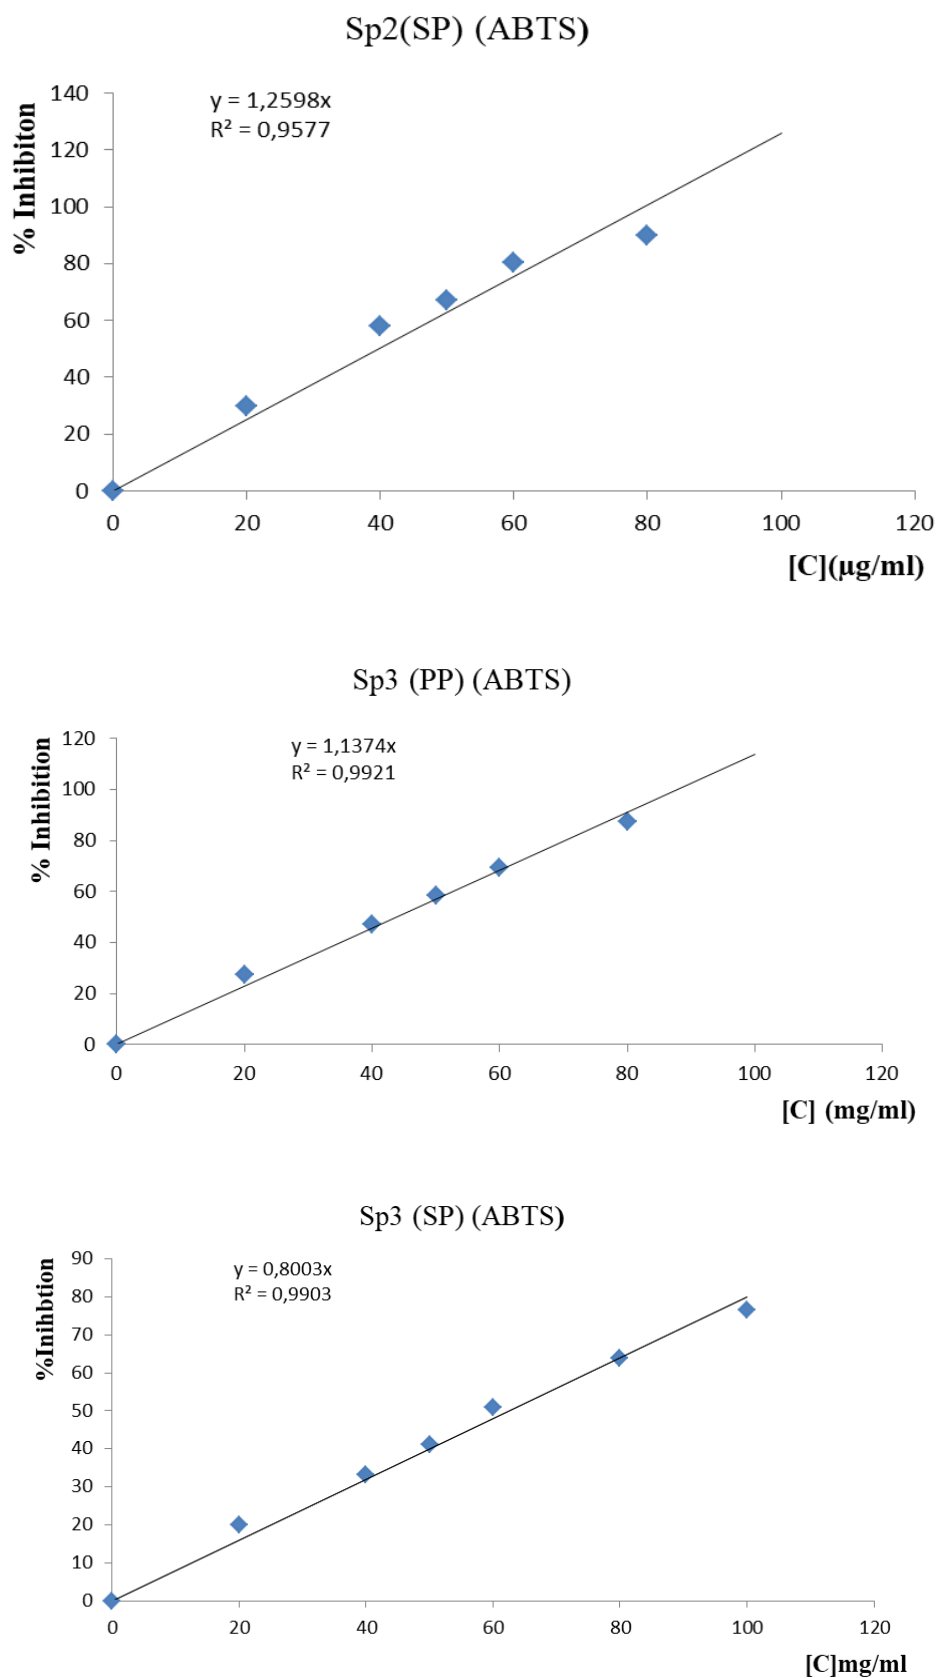 Sp2(SP) (ABTS)
y = 1,2598x
R² = 0,9577
% Inhibiton
140
120
100
80
60
40
20
0
0 20 40 60 80 100 120
[C](µg/ml)
Sp3 (PP) (ABTS)
y = 1,1374x
R² = 0,9921
% Inhibition
120
100
80
60
40
20
0
0 20 40 60 80 100 120
[C] (mg/ml)
Sp3 (SP) (ABTS)
y = 0,8003x
R² = 0,9903
%Inihbtion
90
80
70
60
50
40
30
20
10
0
0 20 40 60 80 100 120
[C]mg/ml